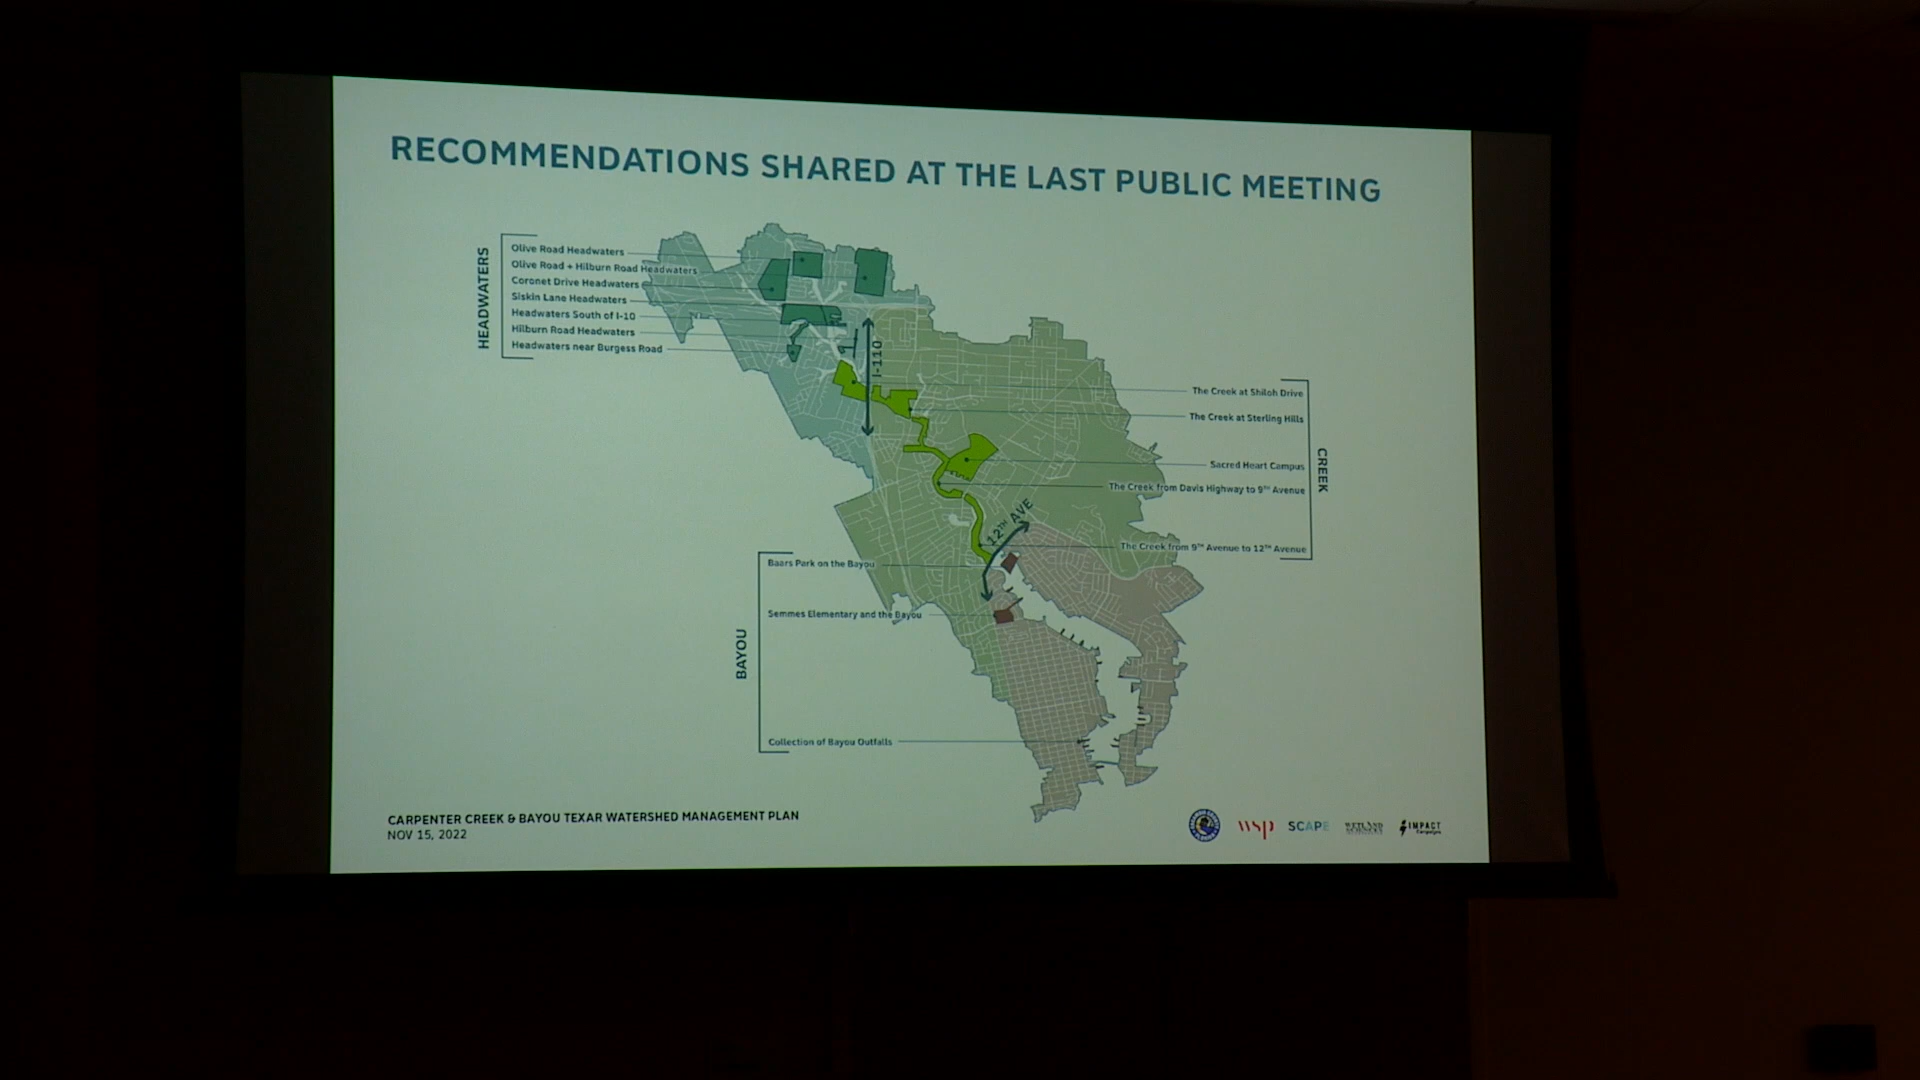 RECOMMENDATIONS SHARED AT THE LAST PUBLIC MEETING
HEADWATERS
Olive Road Headwaters
Olive Road + Hilburn Road Headwaters
Coronet Drive Headwaters
Siskin Lane Headwaters
Headwaters South of I-10
Hilburn Road Headwaters
Headwaters near Burgess Road
I-110
The Creek at Shiloh Drive
The Creek at Sterling Hills
Sacred Heart Campus
The Creek from Davis Highway to 9TH Avenue
The Creek from 9TH Avenue to 12TH Avenue
CREEK
12TH AVE
BAYOU
Baars Park on the Bayou
Semmes Elementary and the Bayou
Collection of Bayou Outfalls
CARPENTER CREEK & BAYOU TEXAR WATERSHED MANAGEMENT PLAN
NOV 15, 2022
wsp
SCAPE
WETLAND SCIENCES
IMPACT
Campaigns